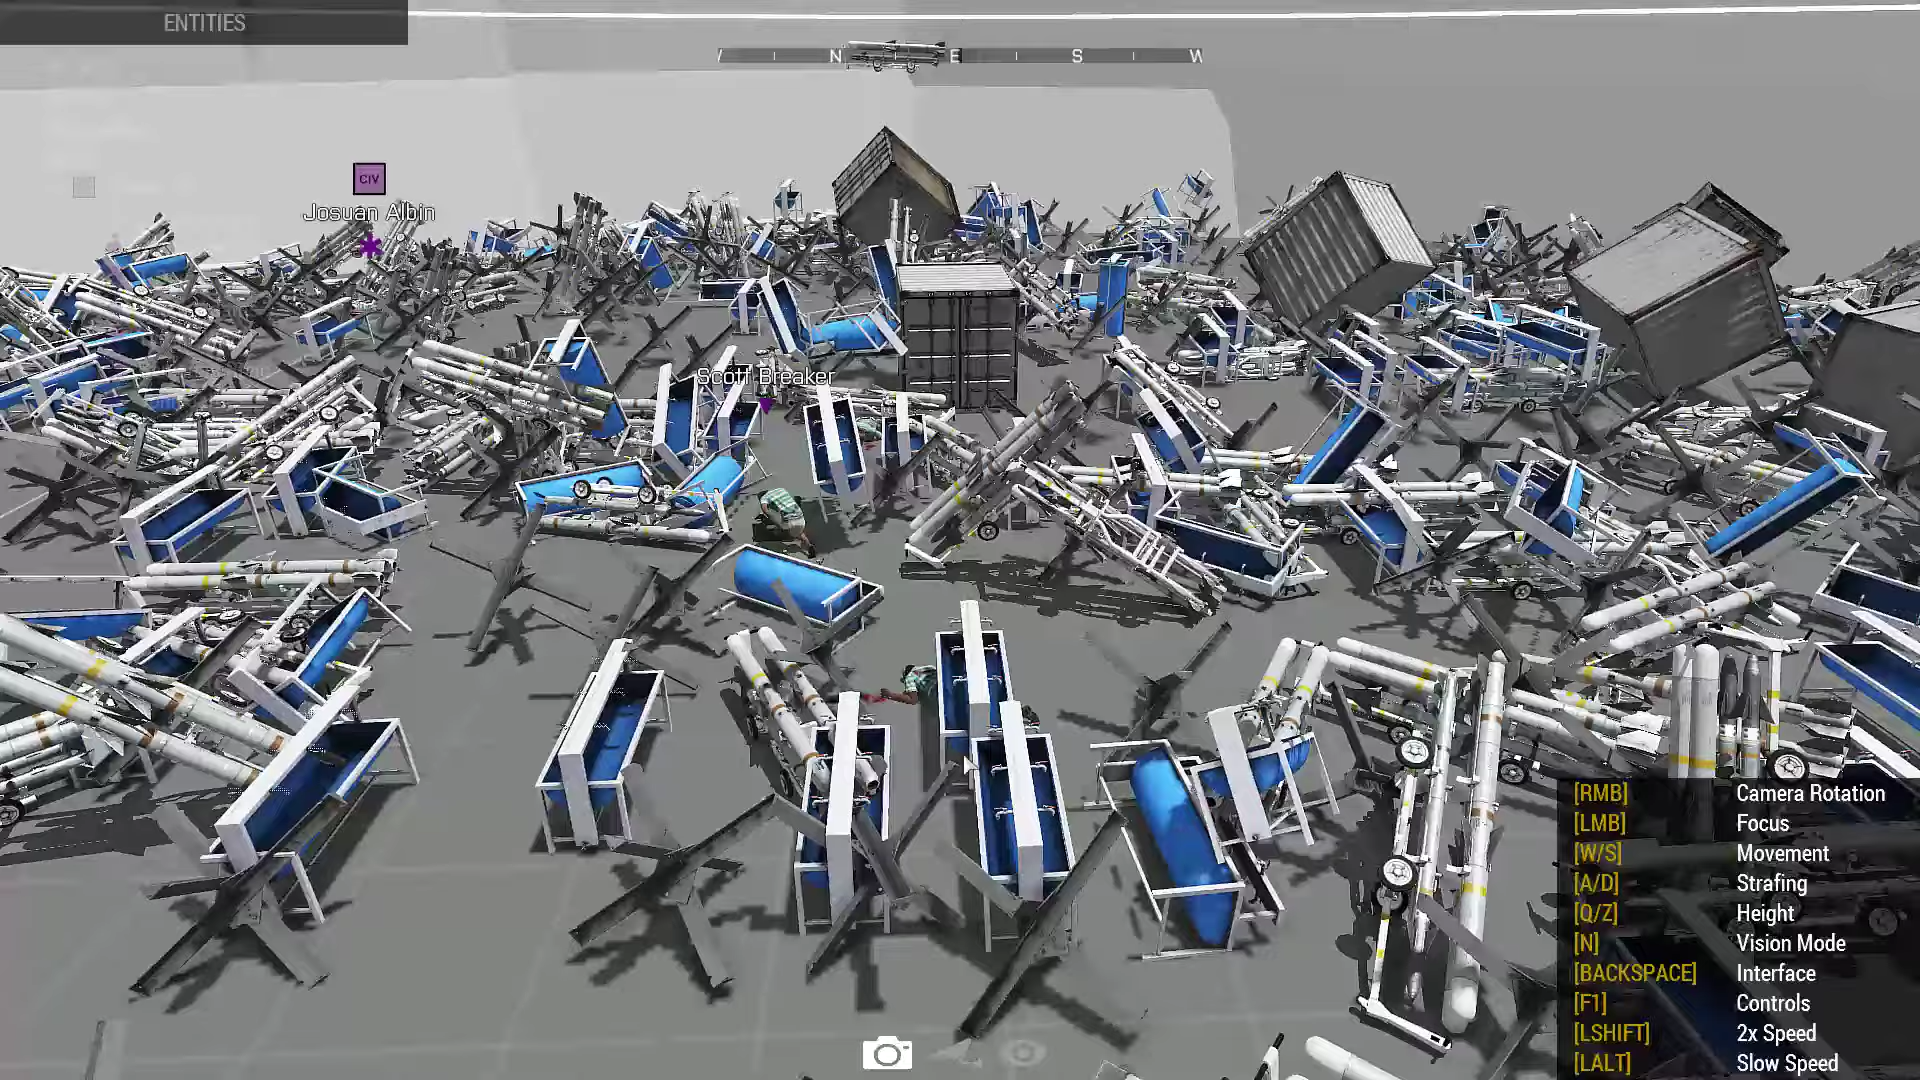 ENTITIES
N E S W
CIV
Josuan Albin
Scott Breaker
[RMB] Camera Rotation
[LMB] Focus
[W/S] Movement
[A/D] Strafing
[Q/Z] Height
[N] Vision Mode
[BACKSPACE] Interface
[F1] Controls
[LSHIFT] 2x Speed
[LALT] Slow Speed